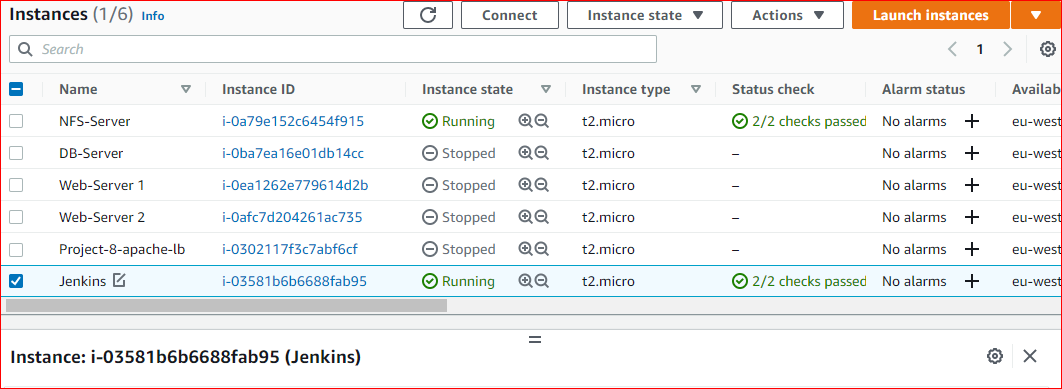 Instances (1/6) Info Connect Instance state Actions Launch instances
Search 1
Name Instance ID Instance state Instance type Status check Alarm status Availab
NFS-Server i-0a79e152c6454f915 Running t2.micro 2/2 checks passed No alarms eu-west
DB-Server i-0ba7ea16e01db14cc Stopped t2.micro – No alarms eu-west
Web-Server 1 i-0ea1262e779614d2b Stopped t2.micro – No alarms eu-west
Web-Server 2 i-0afc7d204261ac735 Stopped t2.micro – No alarms eu-west
Project-8-apache-lb i-0302117f3c7abf6cf Stopped t2.micro – No alarms eu-west
Jenkins i-03581b6b6688fab95 Running t2.micro 2/2 checks passed No alarms eu-west
Instance: i-03581b6b6688fab95 (Jenkins)